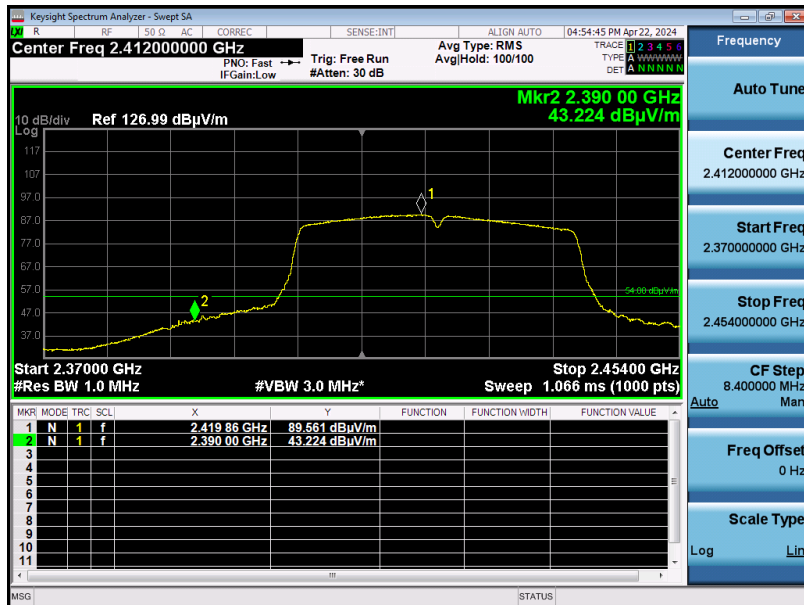 Keysight Spectrum Analyzer - Swept SA
LXI R RF 50 Ω AC CORREC SENSE:INT ALIGN AUTO 04:54:45 PM Apr 22, 2024
Center Freq 2.412000000 GHz
PNO: Fast
IFGain:Low
Trig: Free Run
#Atten: 30 dB
Avg Type: RMS
Avg|Hold: 100/100
TRACE 1 2 3 4 5 6
TYPE A WWWWW
DET A N N N N N
Mkr2 2.390 00 GHz
43.224 dBµV/m
10 dB/div Ref 126.99 dBµV/m
Log
117
107
97.0
87.0
77.0
67.0
57.0
47.0
37.0
1
2
54.00 dBµV/m
Start 2.37000 GHz
Stop 2.45400 GHz
#Res BW 1.0 MHz
#VBW 3.0 MHz*
Sweep 1.066 ms (1000 pts)
MKR MODE TRC SCL X Y FUNCTION FUNCTION WIDTH FUNCTION VALUE
1 N 1 f 2.419 86 GHz 89.561 dBµV/m
2 N 1 f 2.390 00 GHz 43.224 dBµV/m
3
4
5
6
7
8
9
10
11
MSG
STATUS
Frequency
Auto Tune
Center Freq
2.412000000 GHz
Start Freq
2.370000000 GHz
Stop Freq
2.454000000 GHz
CF Step
8.400000 MHz
Auto Man
Freq Offset
0 Hz
Scale Type
Log Lin